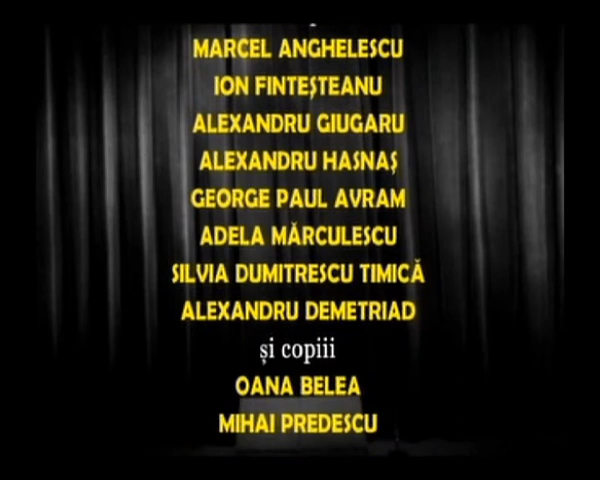 MARCEL ANGHELESCU
ION FINTEȘTEANU
ALEXANDRU GIUGARU
ALEXANDRU HASNAȘ
GEORGE PAUL AVRAM
ADELA MĂRCULESCU
SILVIA DUMITRESCU TIMICĂ
ALEXANDRU DEMETRIAD
și copiii
OANA BELEA
MIHAI PREDESCU